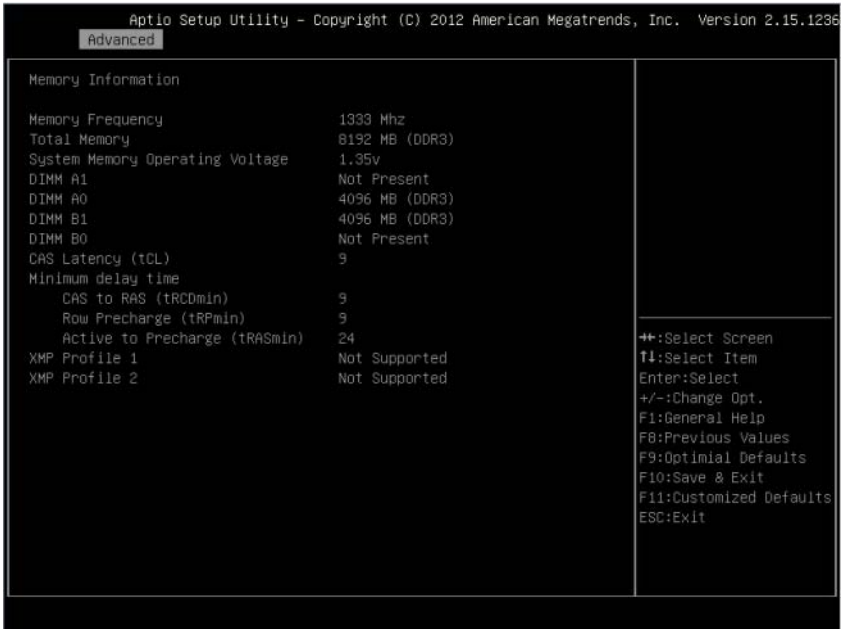 Aptio Setup Utility – Copyright (C) 2012 American Megatrends, Inc. Version 2.15.1236
Advanced
Memory Information
Memory Frequency 1333 Mhz
Total Memory 8192 MB (DDR3)
System Memory Operating Voltage 1.35v
DIMM A1 Not Present
DIMM A0 4096 MB (DDR3)
DIMM B1 4096 MB (DDR3)
DIMM B0 Not Present
CAS Latency (tCL) 9
Minimum delay time
CAS to RAS (tRCDmin) 9
Row Precharge (tRPmin) 9
Active to Precharge (tRASmin) 24
XMP Profile 1 Not Supported
XMP Profile 2 Not Supported
→←:Select Screen
↑↓:Select Item
Enter:Select
+/-:Change Opt.
F1:General Help
F8:Previous Values
F9:Optimial Defaults
F10:Save & Exit
F11:Customized Defaults
ESC:Exit